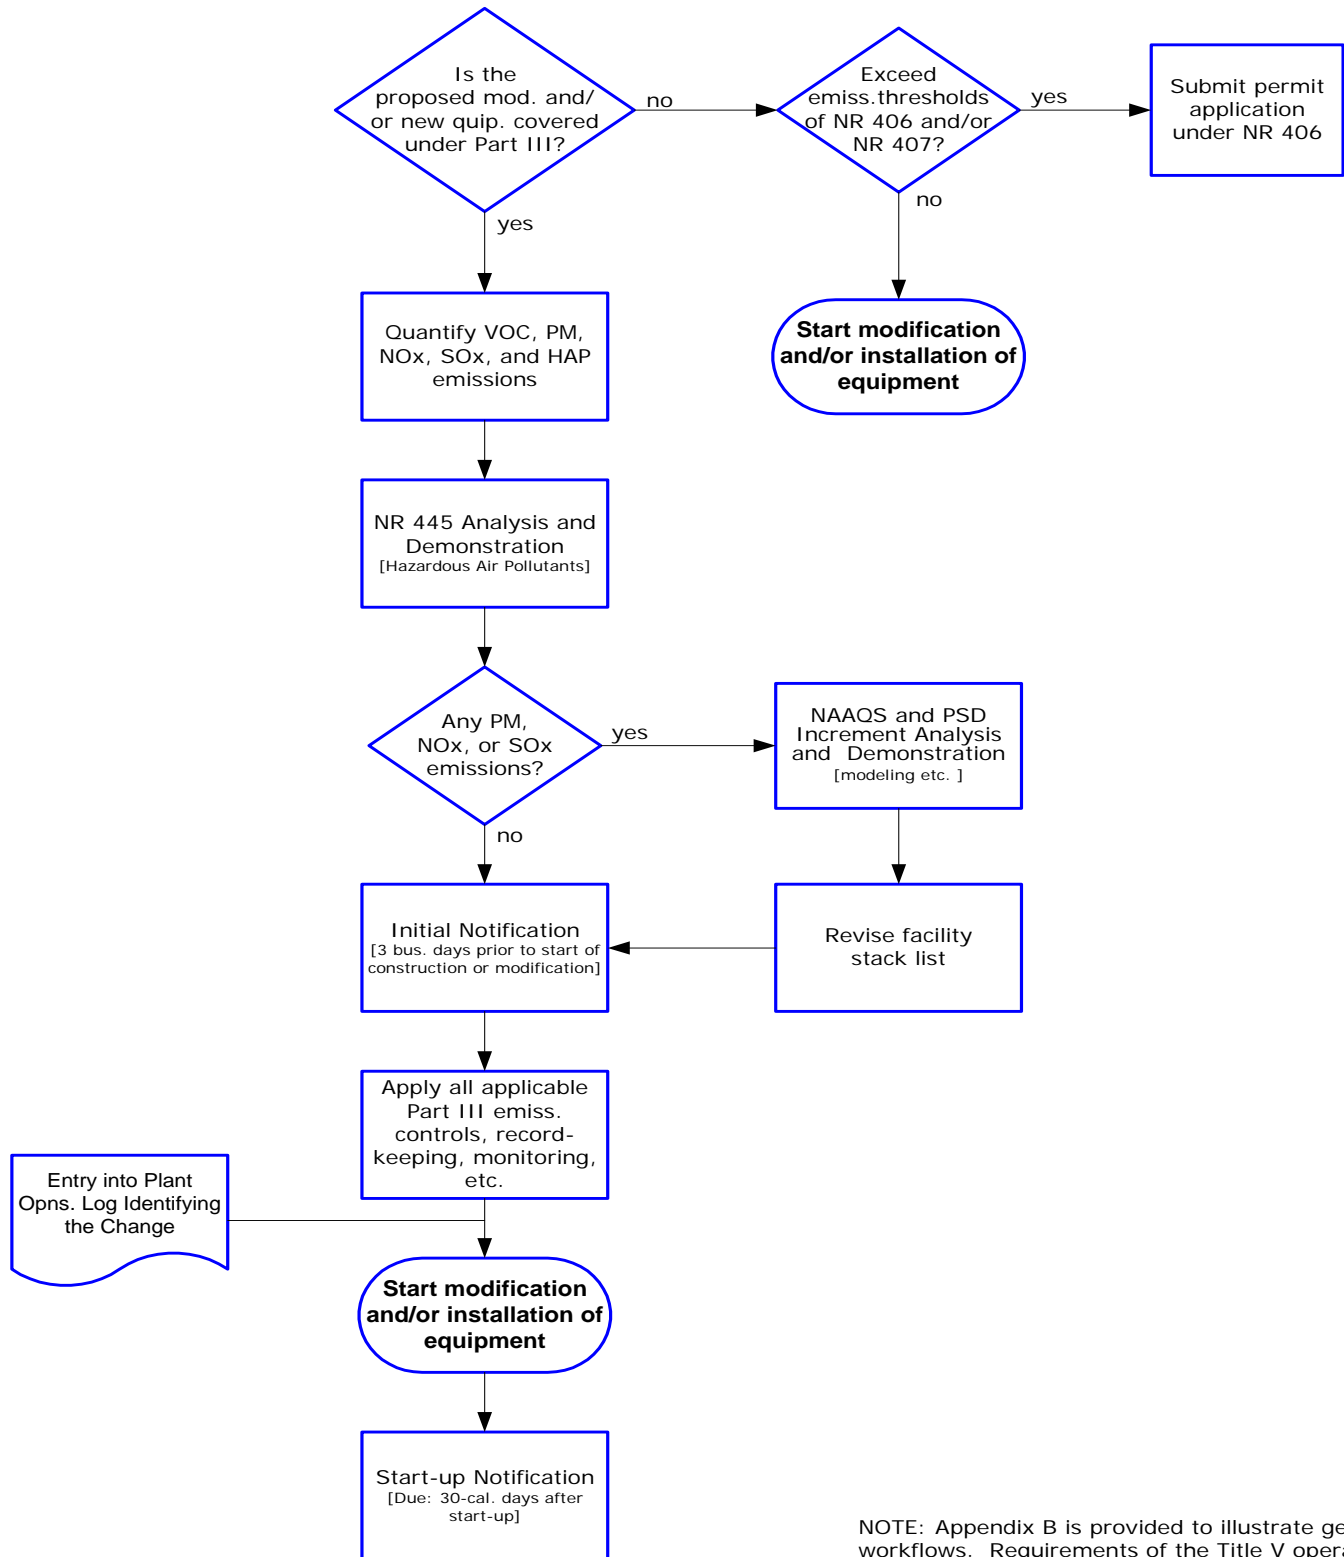 Is the
proposed mod. and/
or new quip. covered
under Part III?
no
Exceed
emiss.thresholds
of NR 406 and/or
NR 407?
yes
Submit permit
application
under NR 406
yes
no
Quantify VOC, PM,
NOx, SOx, and HAP
emissions
Start modification
and/or installation of
equipment
NR 445 Analysis and
Demonstration
[Hazardous Air Pollutants]
Any PM,
NOx, or SOx
emissions?
yes
NAAQS and PSD
Increment Analysis
and Demonstration
[modeling etc. ]
no
Initial Notification
[3 bus. days prior to start of
construction or modification]
Revise facility
stack list
Apply all applicable
Part III emiss.
controls, record-
keeping, monitoring,
etc.
Entry into Plant
Opns. Log Identifying
the Change
Start modification
and/or installation of
equipment
Start-up Notification
[Due: 30-cal. days after
start-up]
NOTE: Appendix B is provided to illustrate ge
workflows. Requirements of the Title V opera